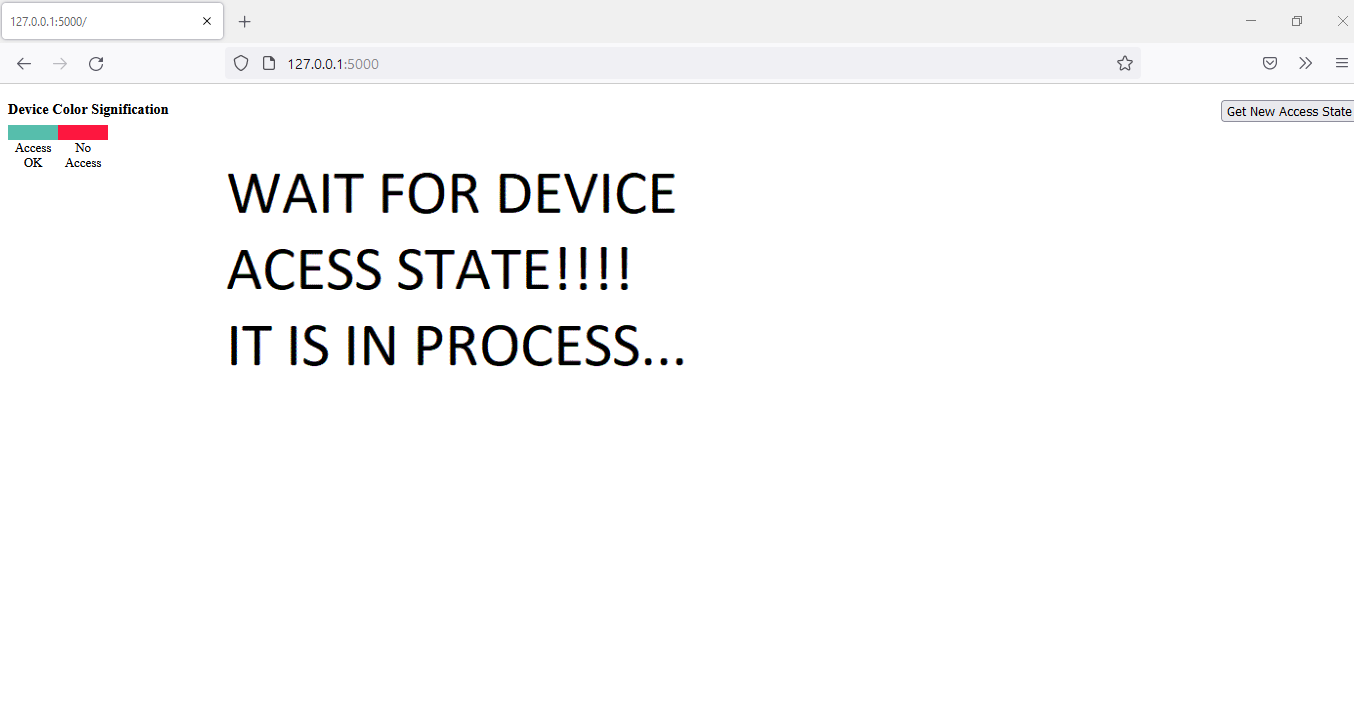 127.0.0.1:5000/
127.0.0.1:5000
Device Color Signification
Get New Access State
Access
OK
No
Access
WAIT FOR DEVICE
ACESS STATE!!!!
IT IS IN PROCESS...